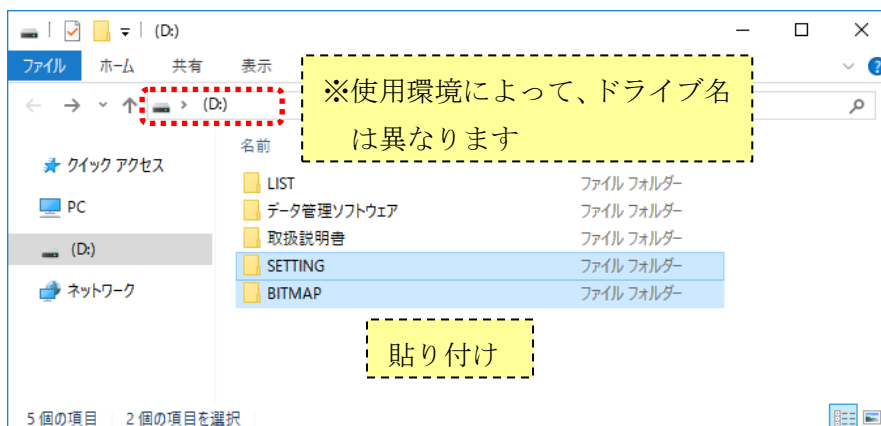 (D:)
ファイル ホーム 共有 表示
※使用環境によって、ドライブ名
は異なります
(D:)
名前
クイック アクセス
PC
(D:)
ネットワーク
LIST ファイル フォルダー
データ管理ソフトウェア ファイル フォルダー
取扱説明書 ファイル フォルダー
SETTING ファイル フォルダー
BITMAP ファイル フォルダー
貼り付け
5 個の項目 2 個の項目を選択